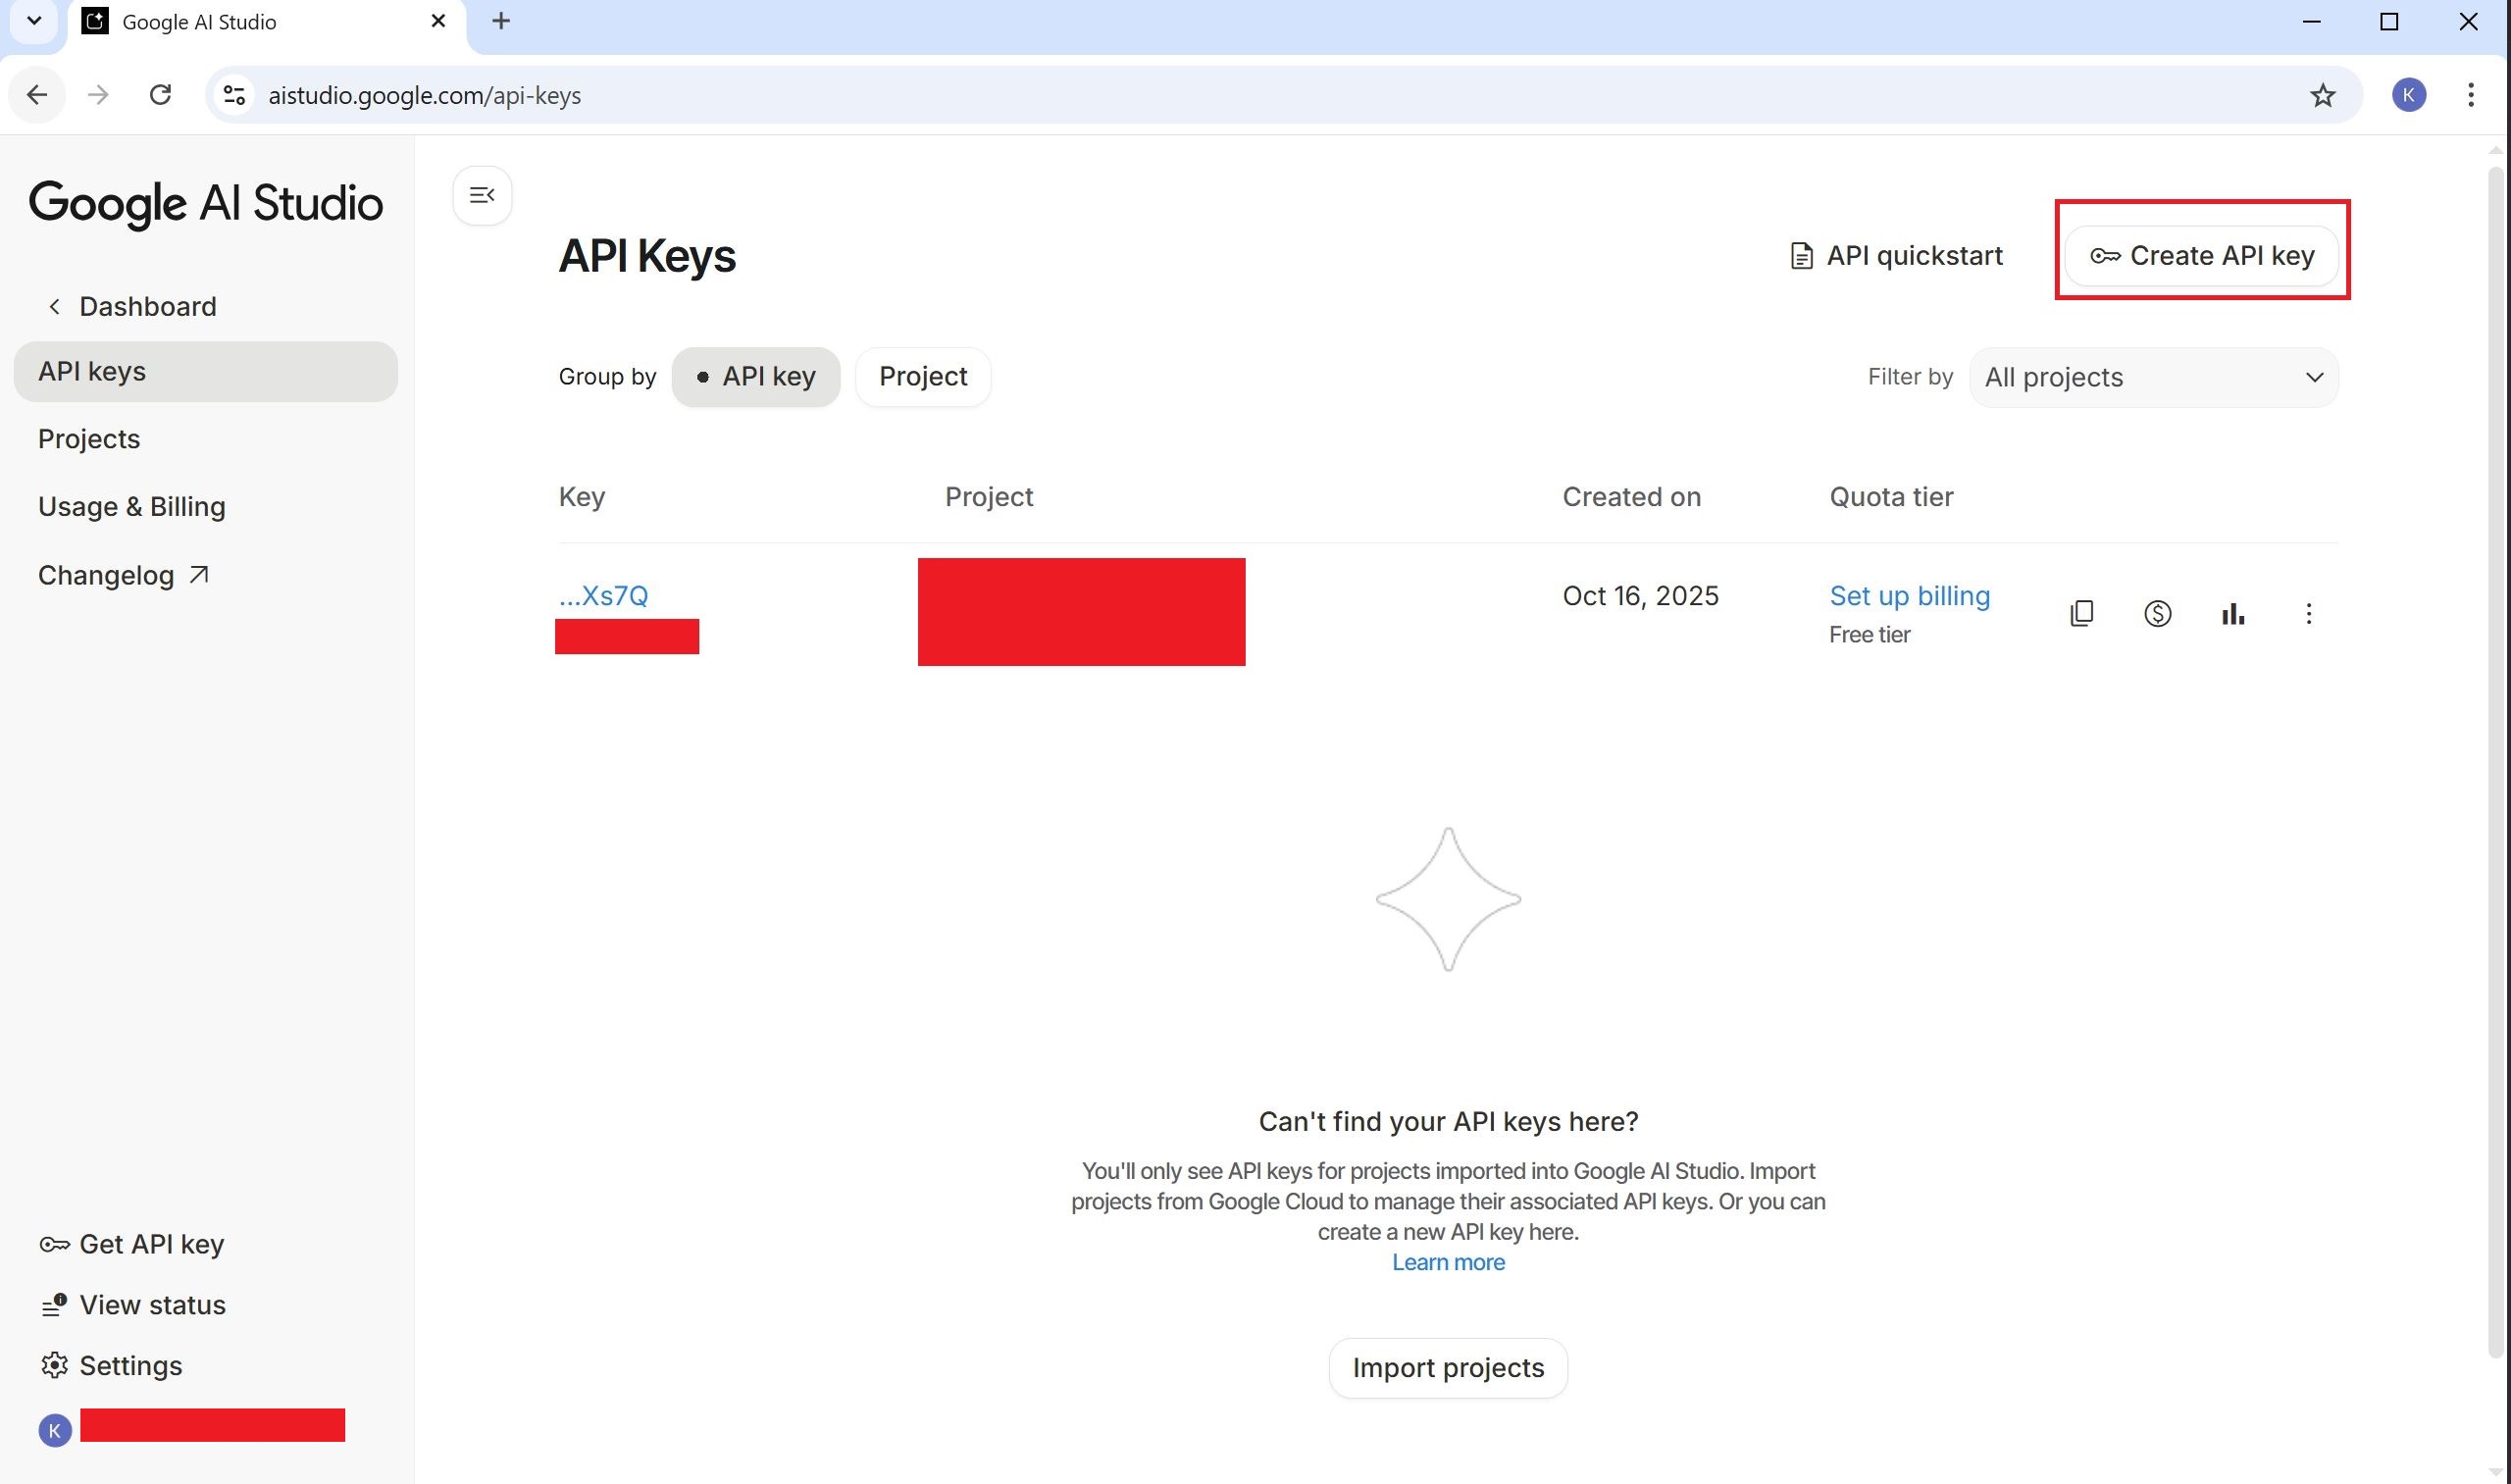 Google AI Studio
aistudio.google.com/api-keys
K
Google AI Studio
Dashboard
API keys
Projects
Usage & Billing
Changelog
Get API key
View status
Settings
K
API Keys
API quickstart
Create API key
Group by
API key
Project
Filter by
All projects
Key
Project
Created on
Quota tier
...Xs7Q
Oct 16, 2025
Set up billing
Free tier
Can't find your API keys here?
You'll only see API keys for projects imported into Google AI Studio. Import
projects from Google Cloud to manage their associated API keys. Or you can
create a new API key here.
Learn more
Import projects